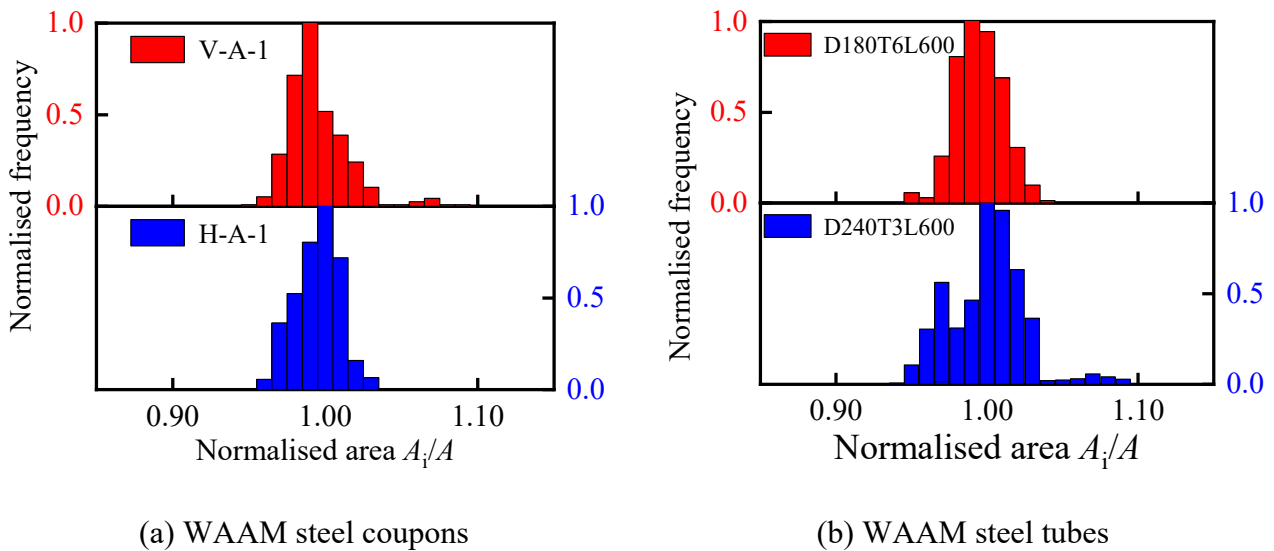 Normalised frequency
1.0
0.5
0.0
V-A-1
H-A-1
1.0
0.5
0.0
0.90 1.00 1.10
Normalised area Ai/A
(a) WAAM steel coupons
Normalised frequency
1.0
0.5
0.0
D180T6L600
D240T3L600
1.0
0.5
0.0
0.90 1.00 1.10
Normalised area Ai/A
(b) WAAM steel tubes